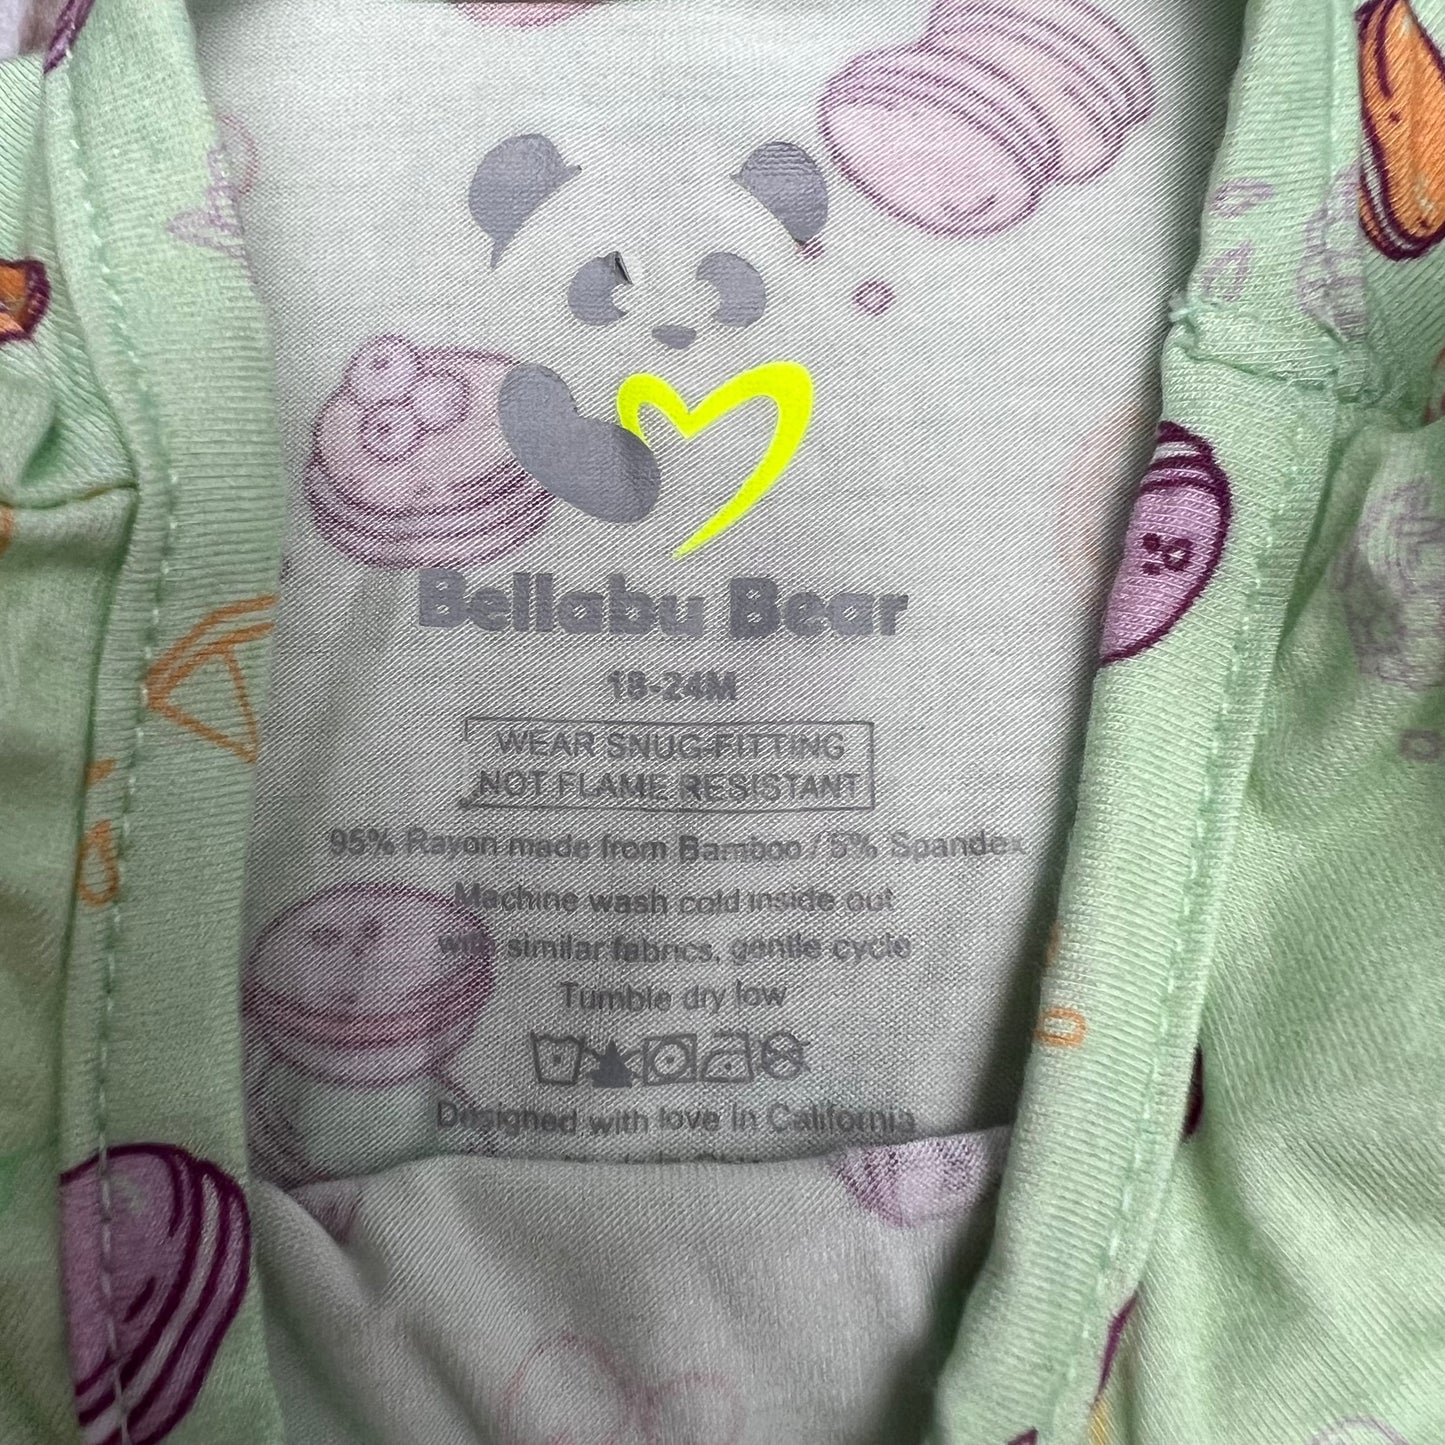 Bellabu Bear
18-24M
WEAR SNUG-FITTING
NOT FLAME RESISTANT
95% Rayon made from Bamboo / 5% Spandex
Machine wash cold inside out
with similar fabrics, gentle cycle
Tumble dry low
Designed with love in California